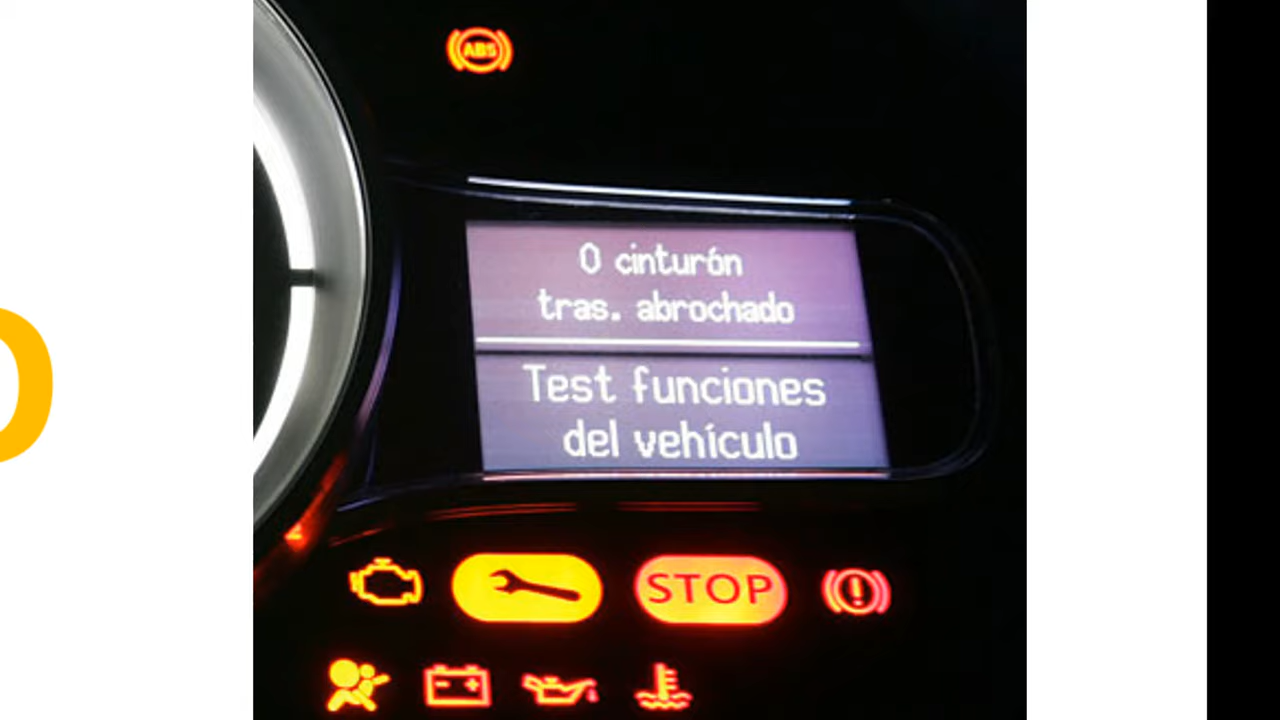 ABS
0 cinturón
tras. abrochado
Test funciones
del vehículo
STOP